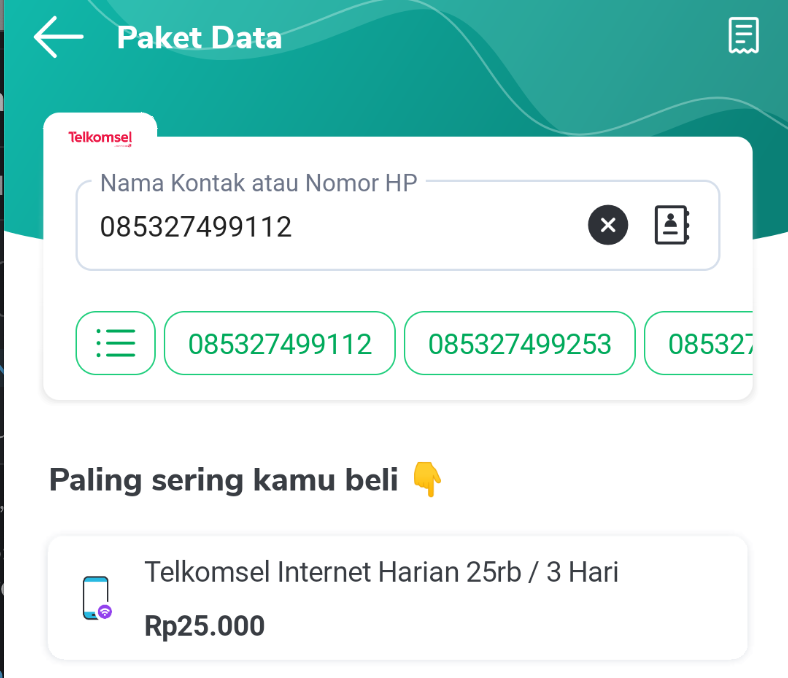 Paket Data
Telkomsel
Nama Kontak atau Nomor HP
085327499112
085327499112
085327499253
085327
Paling sering kamu beli 👇
Telkomsel Internet Harian 25rb / 3 Hari
Rp25.000